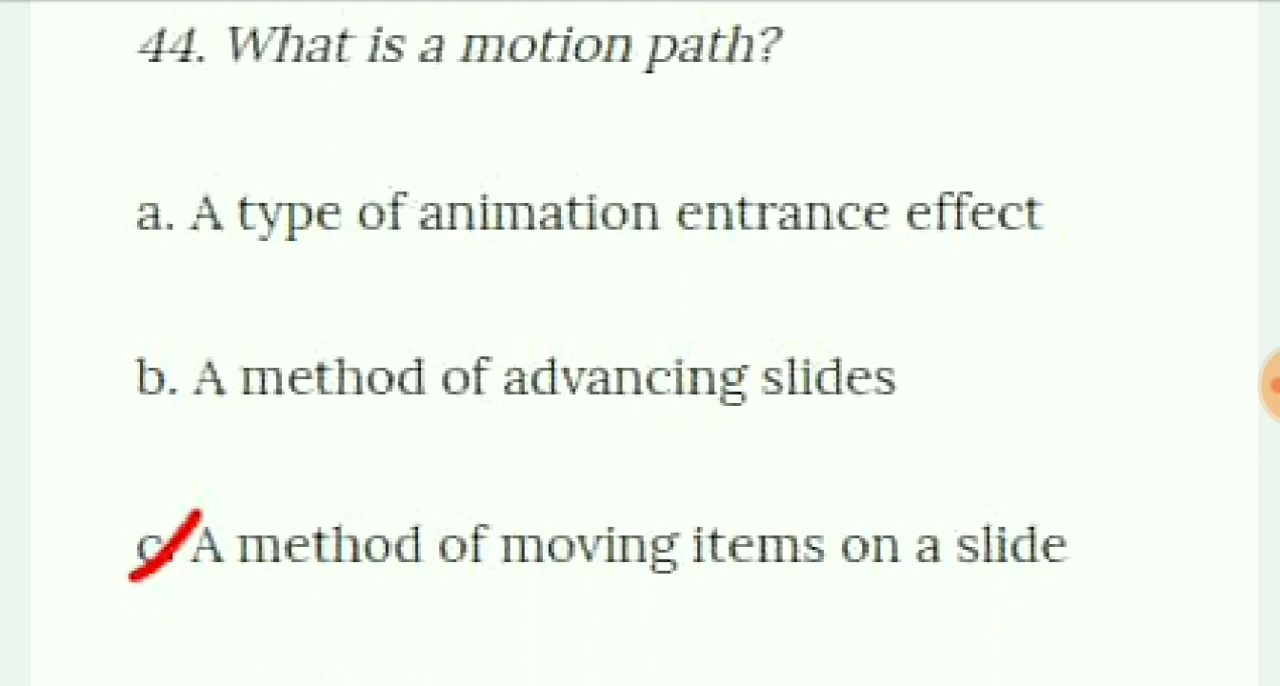 44. What is a motion path?
a. A type of animation entrance effect
b. A method of advancing slides
c. A method of moving items on a slide